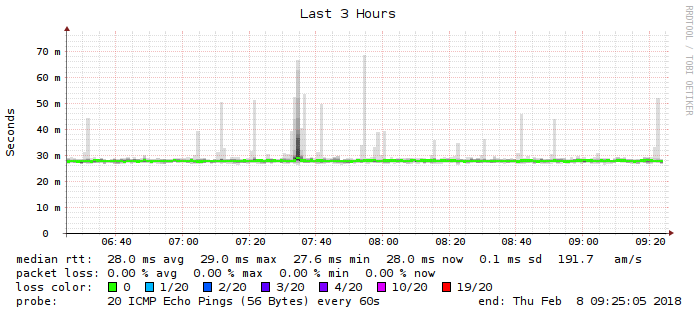 Last 3 Hours
RRDTOOL / TOBI OETIKER
Seconds
70 m
60 m
50 m
40 m
30 m
20 m
10 m
0
06:40 07:00 07:20 07:40 08:00 08:20 08:40 09:00 09:20
median rtt: 28.0 ms avg 29.0 ms max 27.6 ms min 28.0 ms now 0.1 ms sd 191.7 am/s
packet loss: 0.00 % avg 0.00 % max 0.00 % min 0.00 % now
loss color: 0 1/20 2/20 3/20 4/20 10/20 19/20
probe: 20 ICMP Echo Pings (56 Bytes) every 60s end: Thu Feb 8 09:25:05 2018